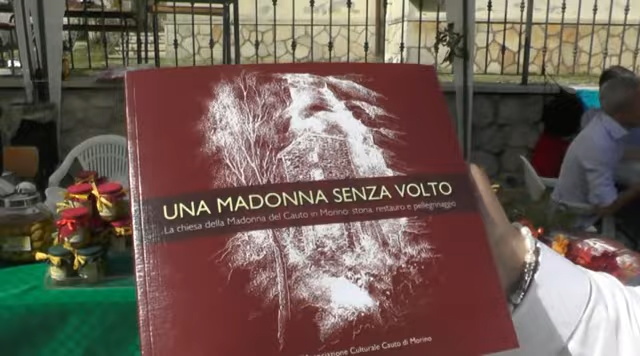 UNA MADONNA SENZA VOLTO
La chiesa della Madonna del Cauto in Morino: storia, restauro e pellegrinaggio
Associazione Culturale Cauto di Morino